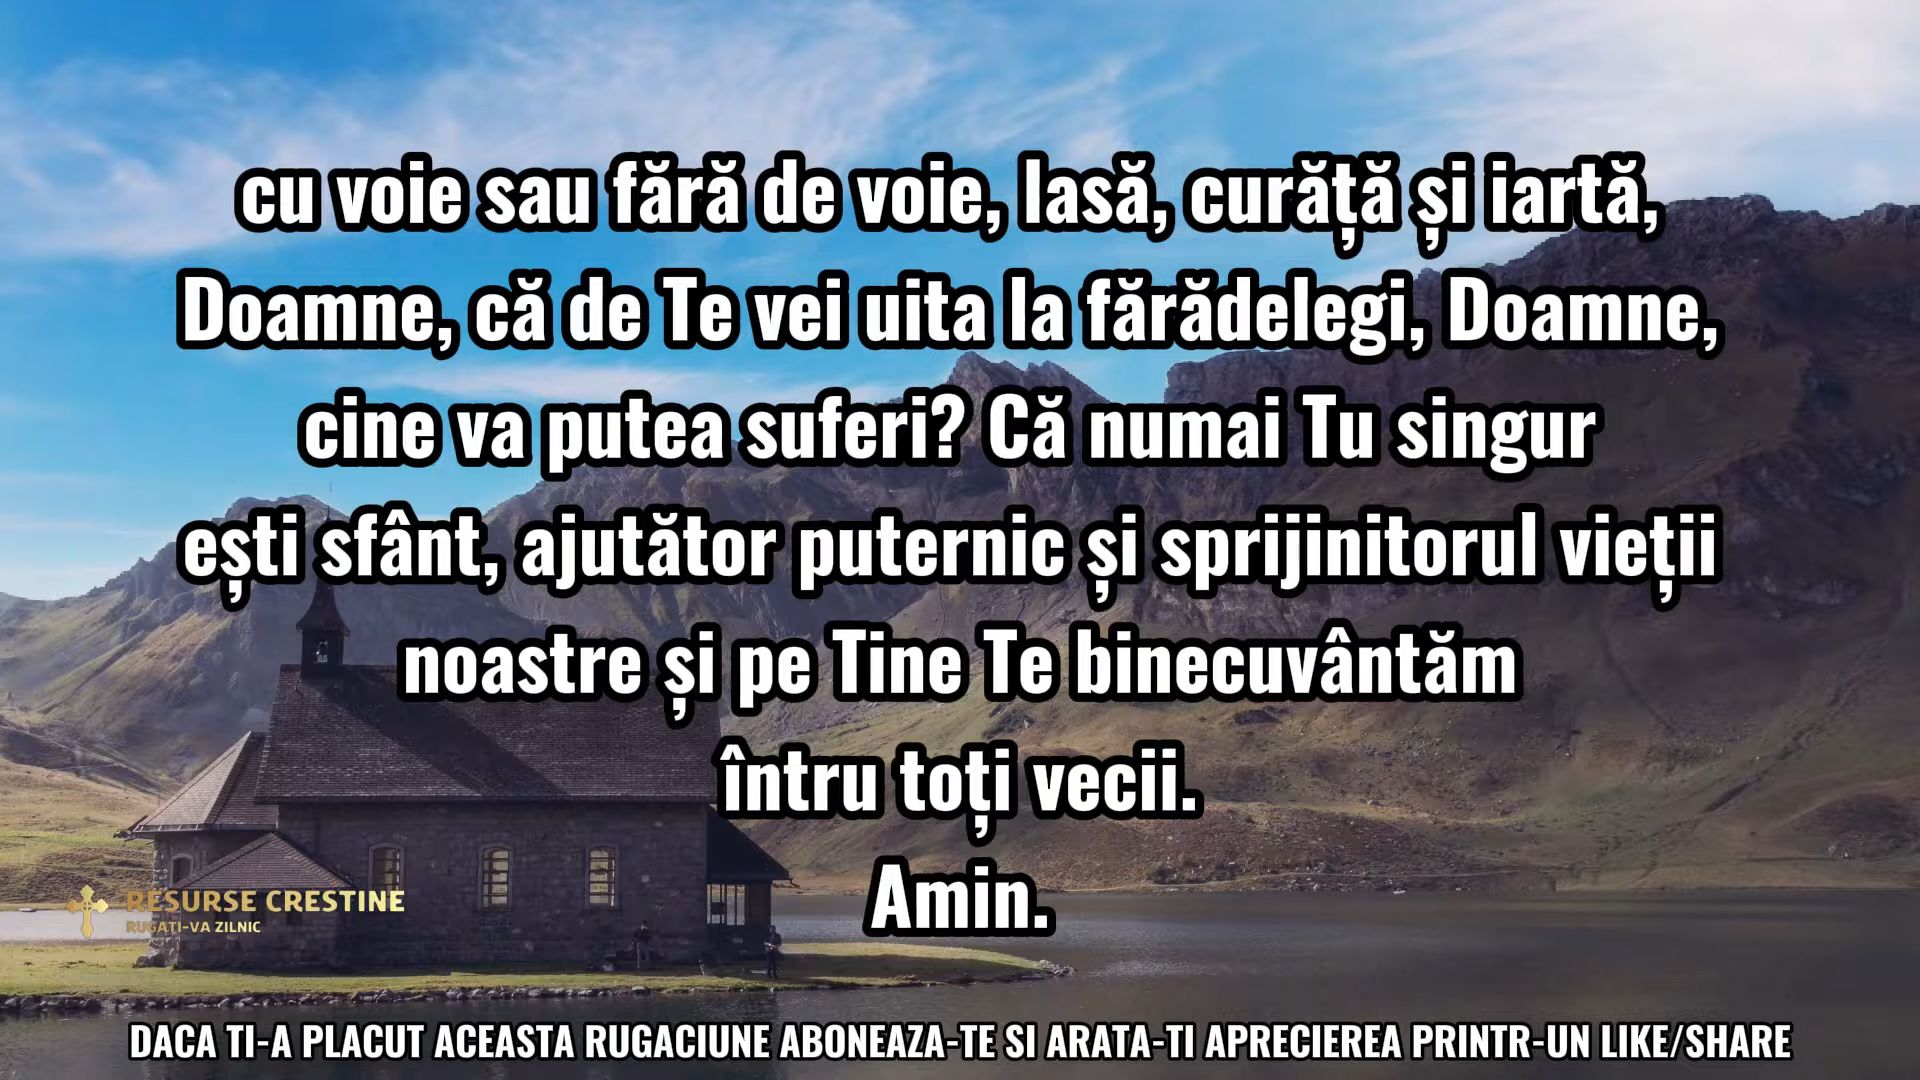 cu voie sau fără de voie, lasă, curăță și iartă,
Doamne, că de Te vei uita la fărădelegi, Doamne,
cine va putea suferi? Că numai Tu singur
ești sfânt, ajutător puternic și sprijinitorul vieții
noastre și pe Tine Te binecuvântăm
întru toți vecii.
Amin.
RESURSE CRESTINE
RUGATI-VA ZILNIC
DACA TI-A PLACUT ACEASTA RUGACIUNE ABONEAZA-TE SI ARATA-TI APRECIEREA PRINTR-UN LIKE/SHARE